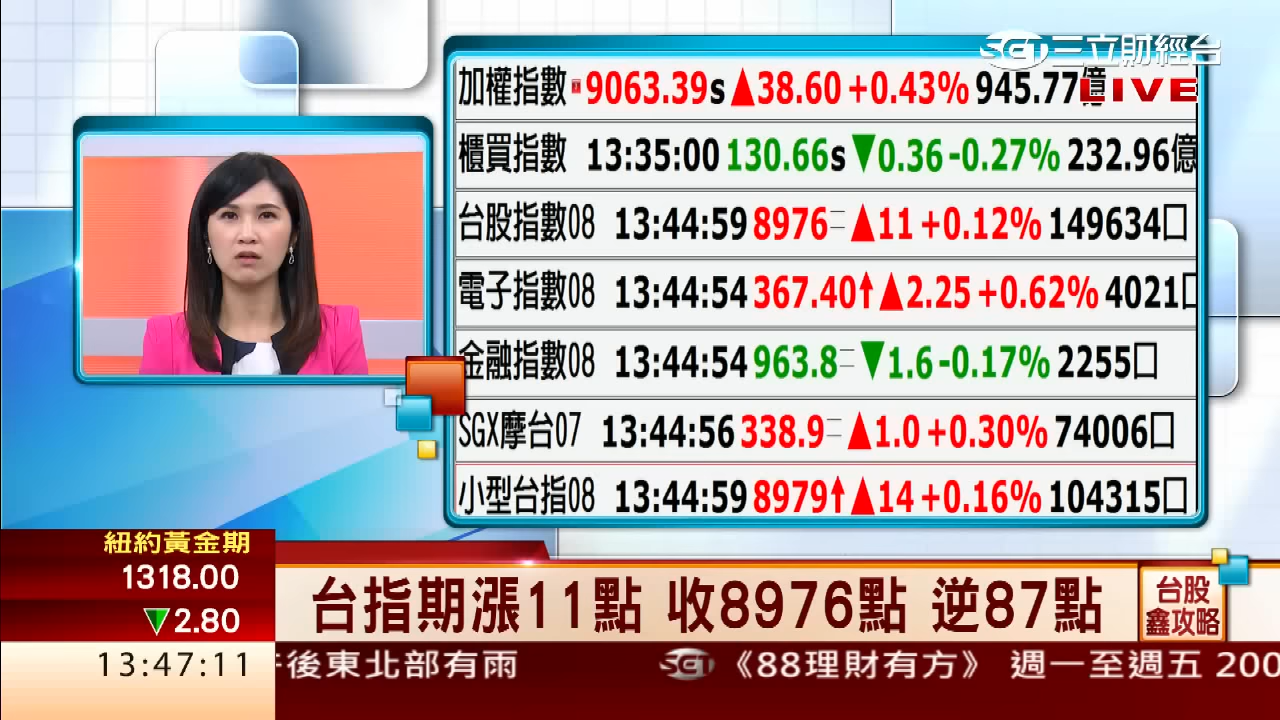 SET 三立財經台
LIVE
加權指數 9063.39s ▲38.60 +0.43% 945.77億
櫃買指數 13:35:00 130.66s ▼0.36 -0.27% 232.96億
台股指數08 13:44:59 8976 ▲11 +0.12% 149634口
電子指數08 13:44:54 367.40↑ ▲2.25 +0.62% 4021口
金融指數08 13:44:54 963.8 ▼1.6 -0.17% 2255口
SGX摩台07 13:44:56 338.9 ▲1.0 +0.30% 74006口
小型台指08 13:44:59 8979↑ ▲14 +0.16% 104315口
紐約黃金期
1318.00
▼2.80
台指期漲11點 收8976點 逆87點
台股
鑫攻略
13:47:11
午後東北部有雨 SET 《88理財有方》 週一至週五 200